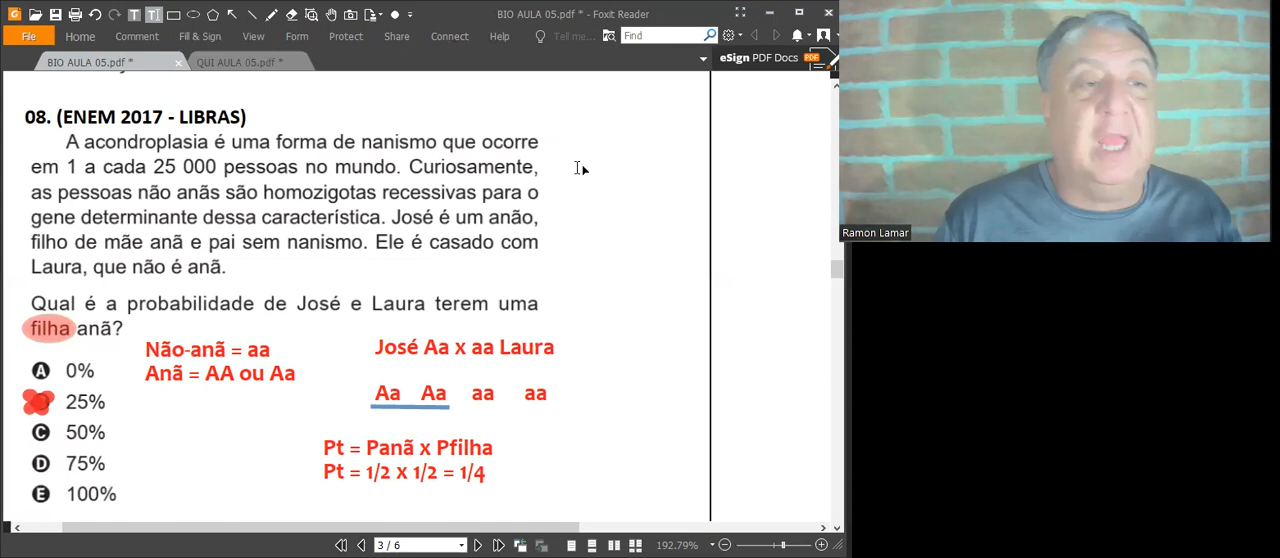 BIO AULA 05.pdf * - Foxit Reader
File Home Comment Fill & Sign View Form Protect Share Connect Help Tell me... Find
BIO AULA 05.pdf * QUI AULA 05.pdf * eSign PDF Docs PDF
08. (ENEM 2017 - LIBRAS)
A acondroplasia é uma forma de nanismo que ocorre
em 1 a cada 25 000 pessoas no mundo. Curiosamente,
as pessoas não anãs são homozigotas recessivas para o
gene determinante dessa característica. José é um anão,
filho de mãe anã e pai sem nanismo. Ele é casado com
Laura, que não é anã.
Qual é a probabilidade de José e Laura terem uma
filha anã?
A 0%
25%
C 50%
D 75%
E 100%
Não-anã = aa
Anã = AA ou Aa
José Aa x aa Laura
Aa Aa aa aa
Pt = Panã x Pfilha
Pt = 1/2 x 1/2 = 1/4
Ramon Lamar
3 / 6
192.79%